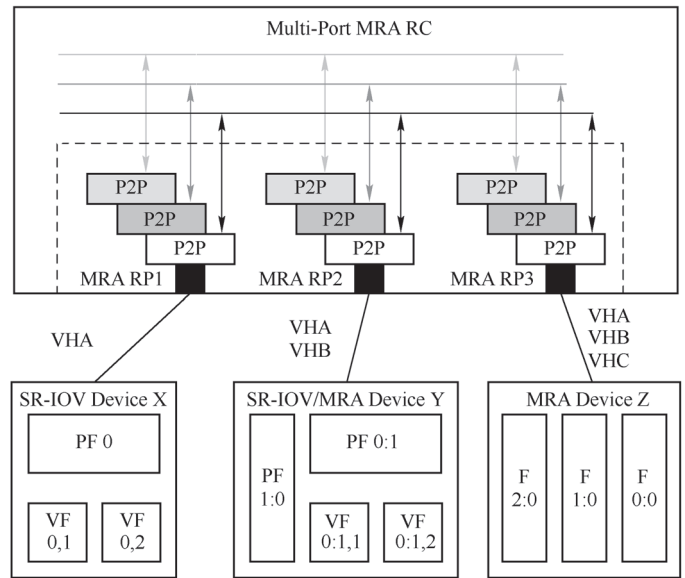 Multi-Port MRA RC
P2P
P2P
P2P
P2P
P2P
P2P
P2P
P2P
P2P
MRA RP1
MRA RP2
MRA RP3
VHA
VHA
VHB
VHA
VHB
VHC
SR-IOV Device X
PF 0
VF
0,1
VF
0,2
SR-IOV/MRA Device Y
PF
1:0
PF 0:1
VF
0:1,1
VF
0:1,2
MRA Device Z
F
2:0
F
1:0
F
0:0